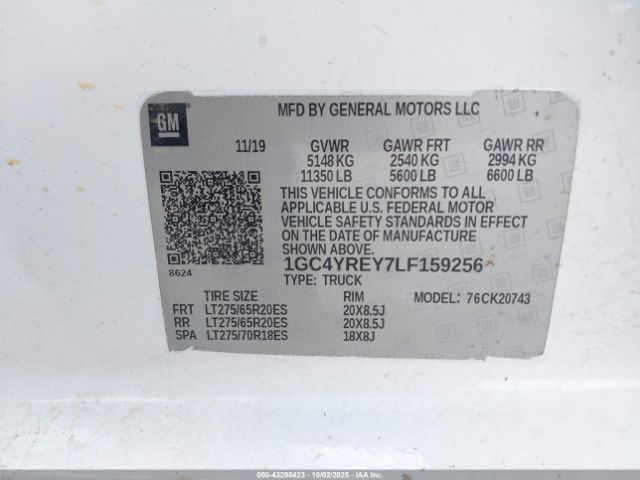 GM
MFD BY GENERAL MOTORS LLC
11/19 GVWR GAWR FRT GAWR RR
5148 KG 2540 KG 2994 KG
11350 LB 5600 LB 6600 LB
THIS VEHICLE CONFORMS TO ALL
APPLICABLE U.S. FEDERAL MOTOR
VEHICLE SAFETY STANDARDS IN EFFECT
ON THE DATE OF MANUFACTURE
SHOWN ABOVE.
8624
1GC4YREY7LF159256
TYPE: TRUCK
TIRE SIZE RIM MODEL: 76CK20743
FRT LT275/65R20ES 20X8.5J
RR LT275/65R20ES 20X8.5J
SPA LT275/70R18ES 18X8J
000-43298423 - 10/02/2025 - IAAI.COM